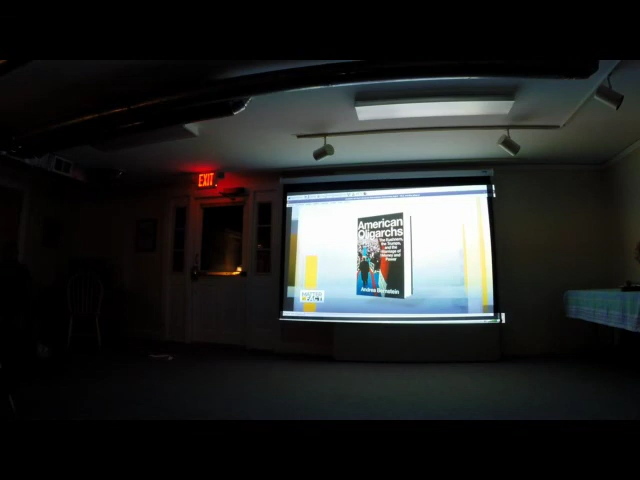 EXIT
American
Oligarchs
The Kushners,
the Trumps,
and the
Marriage of
Money and
Power
Andrea Bernstein
MATTER
OF FACT